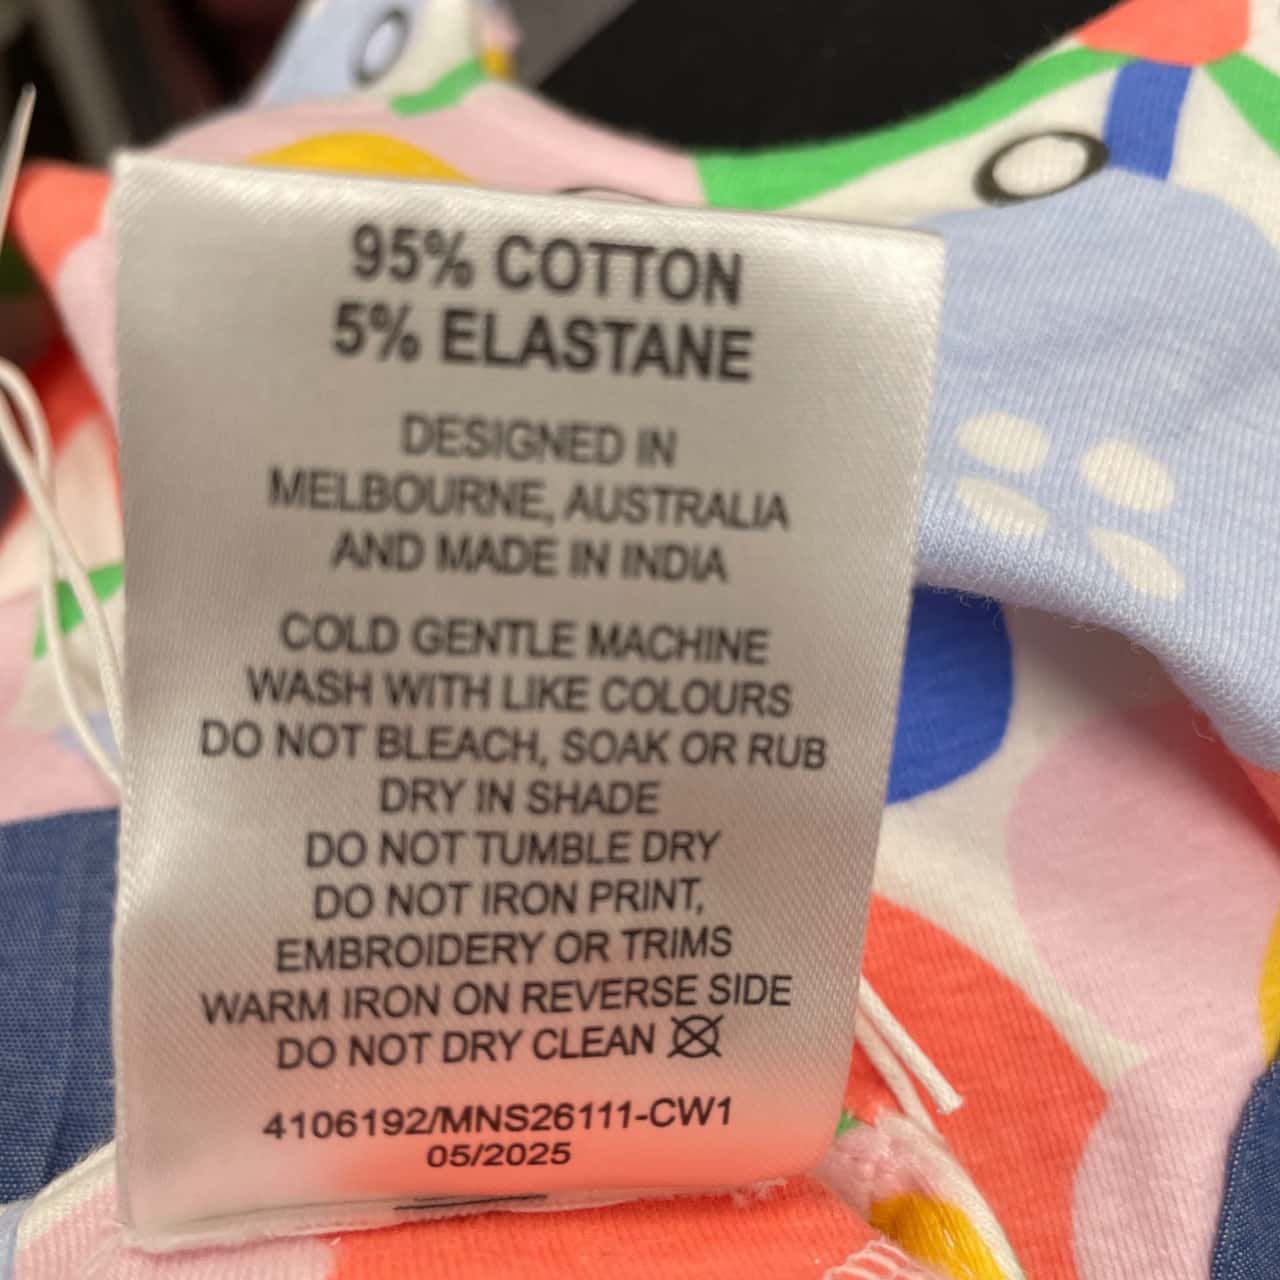 95% COTTON
5% ELASTANE
DESIGNED IN
MELBOURNE, AUSTRALIA
AND MADE IN INDIA
COLD GENTLE MACHINE
WASH WITH LIKE COLOURS
DO NOT BLEACH, SOAK OR RUB
DRY IN SHADE
DO NOT TUMBLE DRY
DO NOT IRON PRINT,
EMBROIDERY OR TRIMS
WARM IRON ON REVERSE SIDE
DO NOT DRY CLEAN
4106192/MNS26111-CW1
05/2025